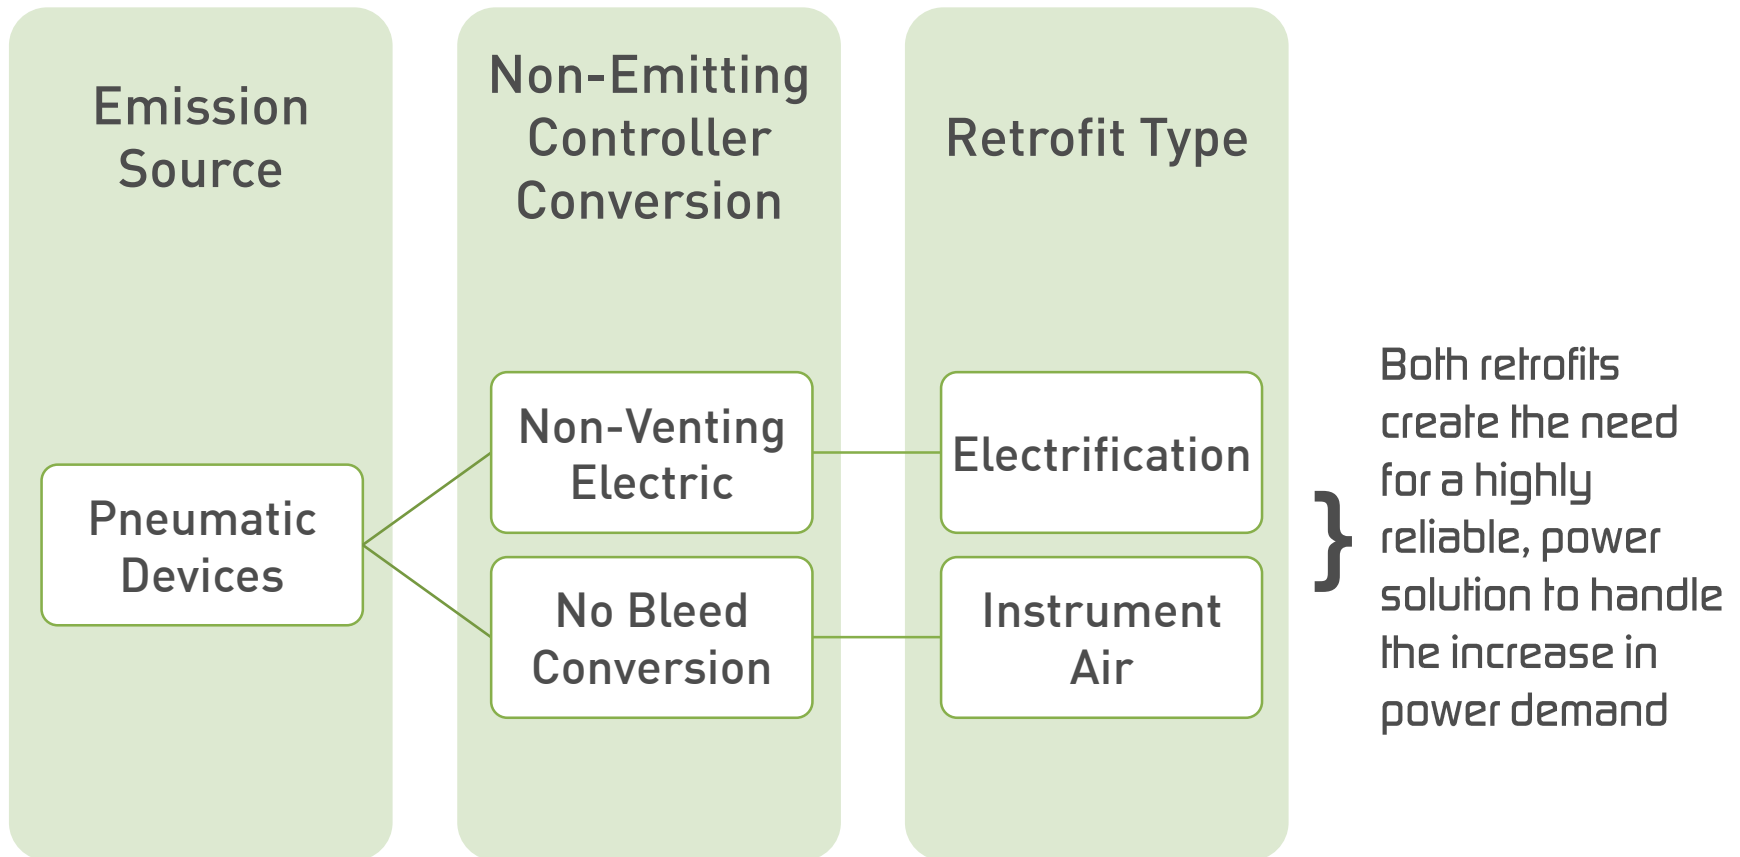 Emission
Source
Non-Emitting
Controller
Conversion
Retrofit Type
Pneumatic
Devices
Non-Venting
Electric
No Bleed
Conversion
Electrification
Instrument
Air
}
Both retrofits
create the need
for a highly
reliable, power
solution to handle
the increase in
power demand